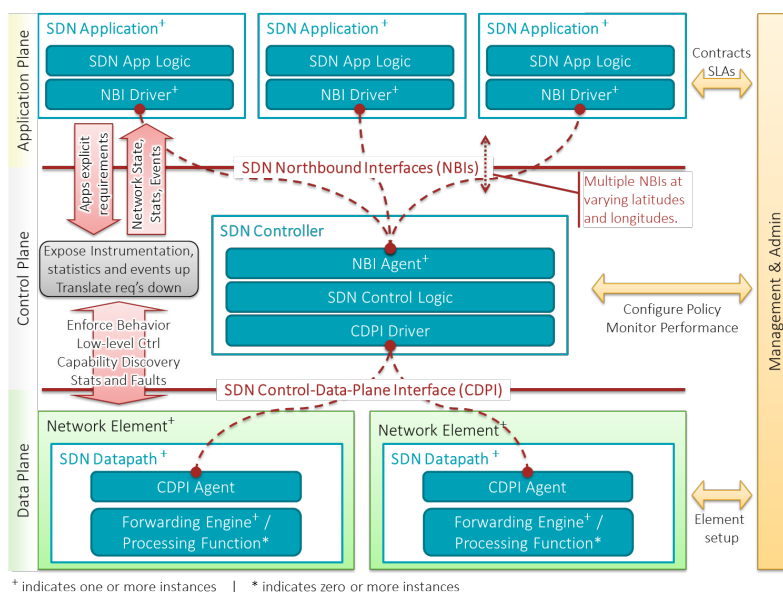 Application Plane
SDN Application+
SDN App Logic
NBI Driver+
SDN Application+
SDN App Logic
NBI Driver+
SDN Application+
SDN App Logic
NBI Driver+
Contracts
SLAs
Apps explicit
requirements
Network State,
Stats, Events
SDN Northbound Interfaces (NBIs)
Multiple NBIs at
varying latitudes
and longitudes.
Control Plane
Expose Instrumentation,
statistics and events up
Translate req's down
SDN Controller
NBI Agent+
SDN Control Logic
CDPI Driver
Configure Policy
Monitor Performance
Management & Admin
Enforce Behavior
Low-level Ctrl
Capability Discovery
Stats and Faults
SDN Control-Data-Plane Interface (CDPI)
Data Plane
Network Element+
SDN Datapath +
CDPI Agent
Forwarding Engine+ /
Processing Function*
Network Element+
SDN Datapath +
CDPI Agent
Forwarding Engine+ /
Processing Function*
Element
setup
+ indicates one or more instances | * indicates zero or more instances